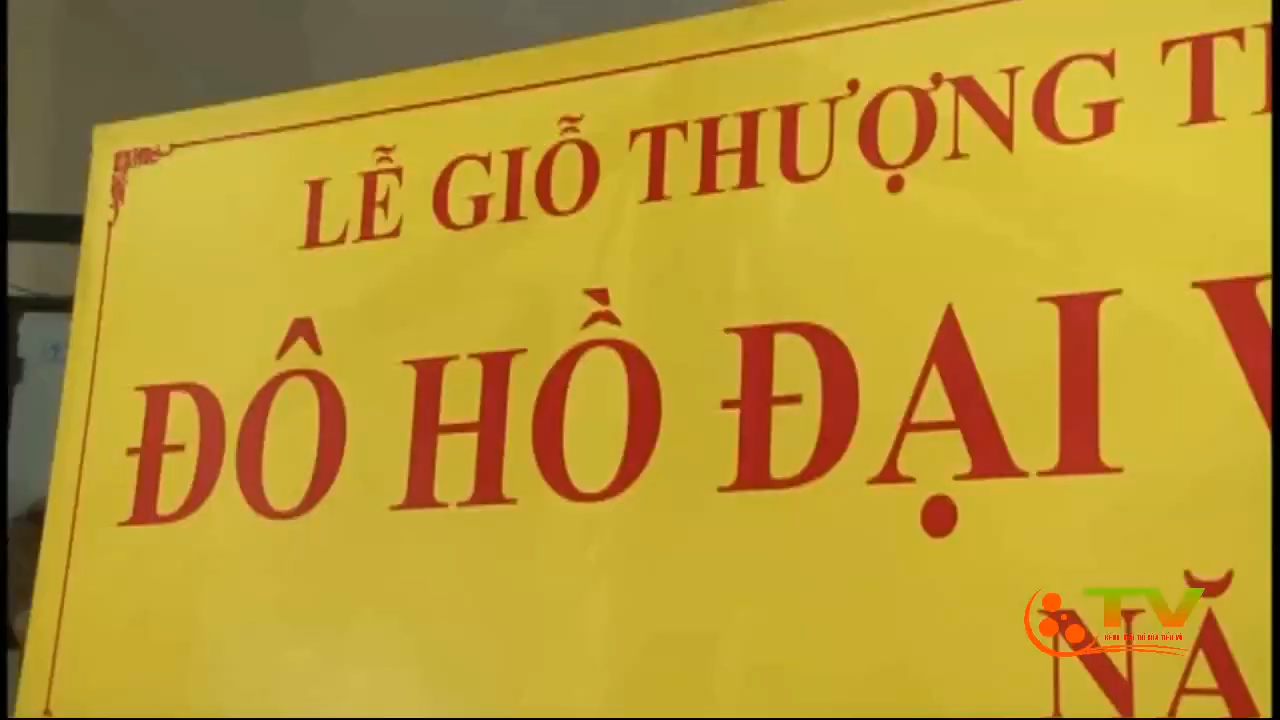 LỄ GIỖ THƯỢNG
ĐÔ HỒ ĐẠI
TV